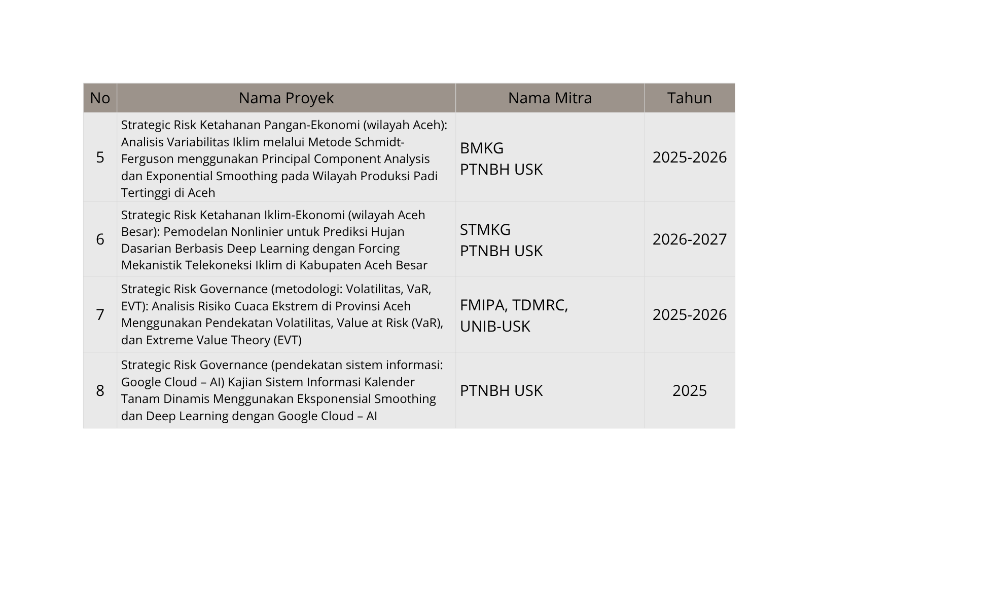 No Nama Proyek Nama Mitra Tahun
5
Strategic Risk Ketahanan Pangan-Ekonomi (wilayah Aceh):
Analisis Variabilitas Iklim melalui Metode Schmidt-
Ferguson menggunakan Principal Component Analysis
dan Exponential Smoothing pada Wilayah Produksi Padi
Tertinggi di Aceh
BMKG
PTNBH USK
2025-2026
6
Strategic Risk Ketahanan Iklim-Ekonomi (wilayah Aceh
Besar): Pemodelan Nonlinier untuk Prediksi Hujan
Dasarian Berbasis Deep Learning dengan Forcing
Mekanistik Telekoneksi Iklim di Kabupaten Aceh Besar
STMKG
PTNBH USK
2026-2027
7
Strategic Risk Governance (metodologi: Volatilitas, VaR,
EVT): Analisis Risiko Cuaca Ekstrem di Provinsi Aceh
Menggunakan Pendekatan Volatilitas, Value at Risk (VaR),
dan Extreme Value Theory (EVT)
FMIPA, TDMRC,
UNIB-USK
2025-2026
8
Strategic Risk Governance (pendekatan sistem informasi:
Google Cloud – AI) Kajian Sistem Informasi Kalender
Tanam Dinamis Menggunakan Eksponensial Smoothing
dan Deep Learning dengan Google Cloud – AI
PTNBH USK
2025